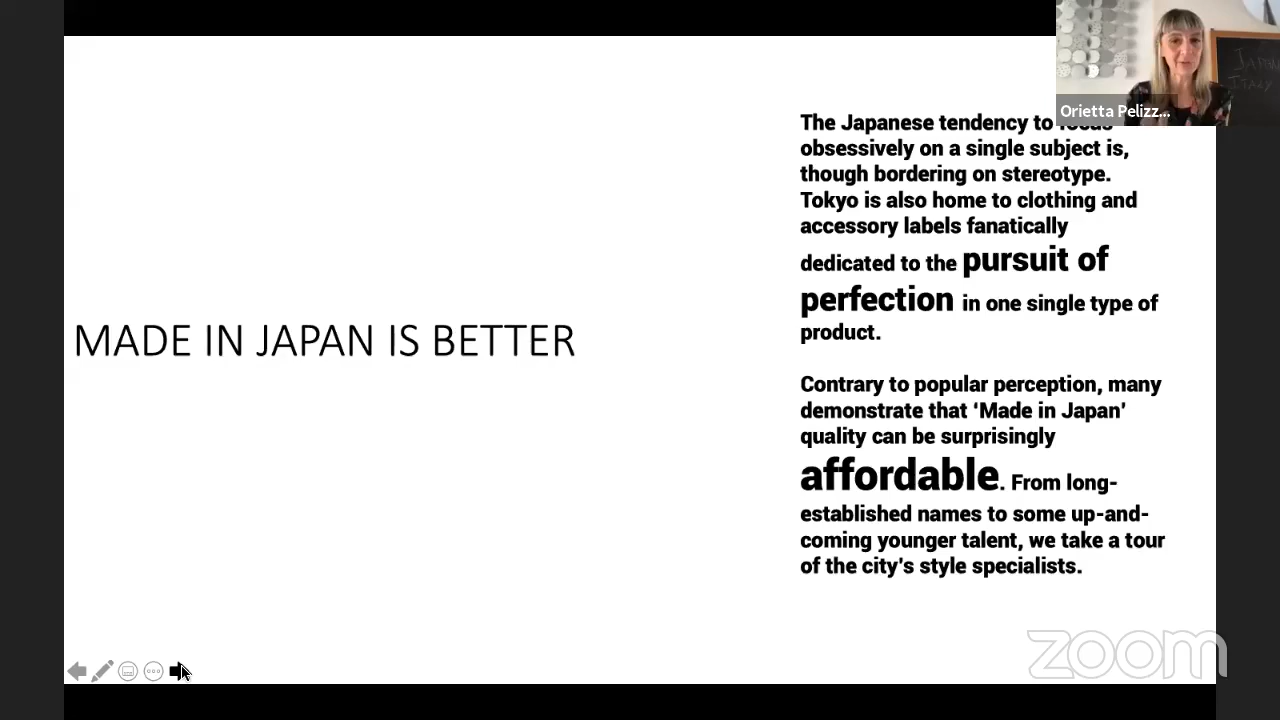 Orietta Pelizz...
JAPAN
ITALY
The Japanese tendency to focus
obsessively on a single subject is,
though bordering on stereotype.
Tokyo is also home to clothing and
accessory labels fanatically
dedicated to the pursuit of
perfection in one single type of
product.
MADE IN JAPAN IS BETTER
Contrary to popular perception, many
demonstrate that ‘Made in Japan’
quality can be surprisingly
affordable. From long-
established names to some up-and-
coming younger talent, we take a tour
of the city’s style specialists.
zoom